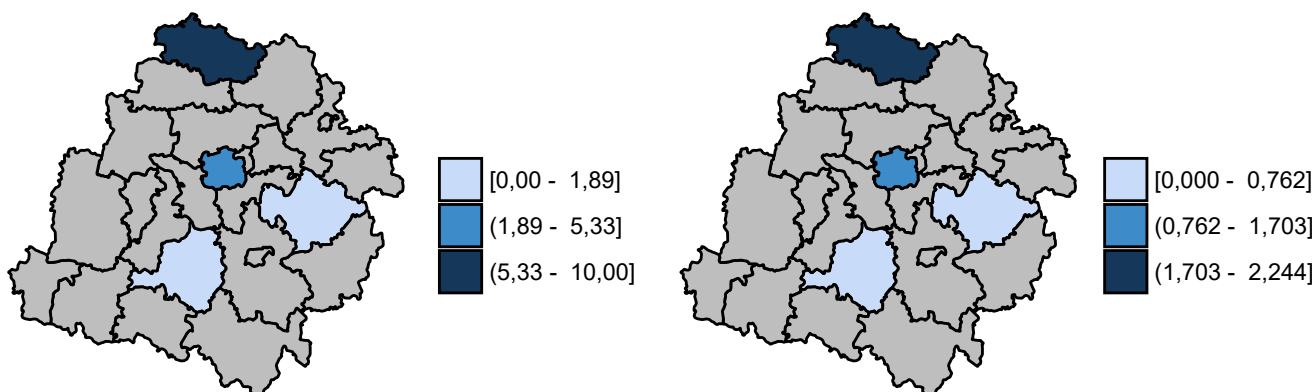 [0,00 - 1,89]
(1,89 - 5,33]
(5,33 - 10,00]
[0,000 - 0,762]
(0,762 - 1,703]
(1,703 - 2,244]